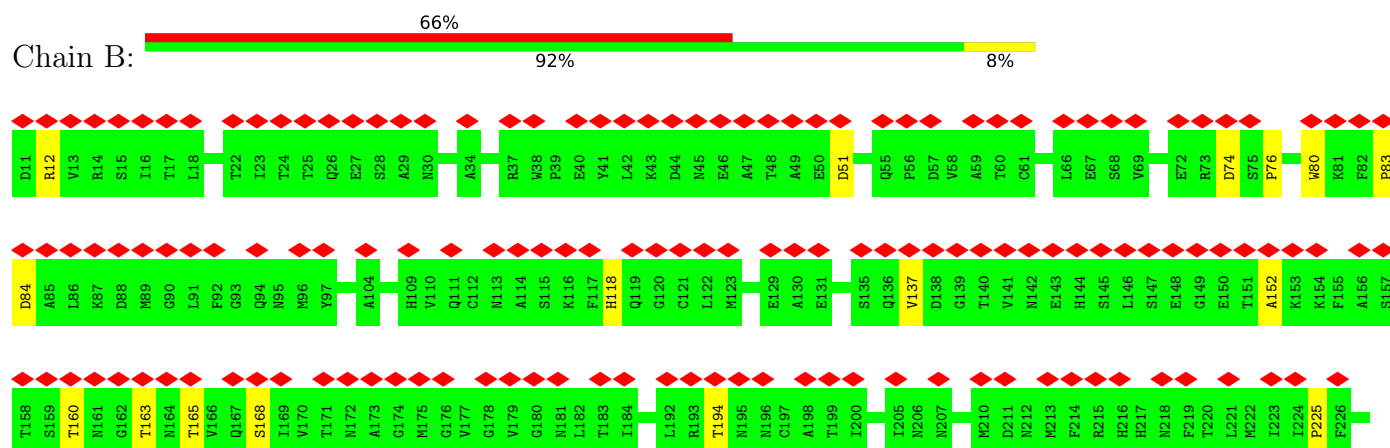 66%
Chain B:
92% 8%
D11 R12 V13 R14 S15 I16 T17 L18 T22 I23 T24 T25 Q26 E27 S28 A29 N30 A34 R37 W38 P39 E40 Y41 L42 K43 D44 N45 E46 A47 T48 A49 E50 D51 Q55 P56 D57 V58 A59 T60 C61 L66 E67 S68 V69 E72 R73 D74 S75 P76 W80 K81 F82 P83
D84 A85 L86 K87 D88 M89 G90 L91 F92 G93 Q94 N95 M96 Y97 A104 H109 V110 Q111 C112 N113 A114 S115 K116 F117 H118 Q119 G120 C121 L122 M123 E129 A130 E131 S135 Q136 V137 D138 G139 T140 V141 N142 E143 H144 S145 L146 S147 E148 G149 E150 T151 A152 K153 K154 F155 A156 S157
T158 S159 T160 N161 G162 T163 N164 T165 V166 Q167 S168 I169 V170 T171 N172 A173 G174 M175 G176 V177 G178 V179 G180 N181 L182 T183 I184 L192 R193 T194 N195 N196 C197 A198 T199 I200 I205 N206 N207 M210 D211 N212 M213 F214 R215 H216 H217 N218 F219 T220 L221 M222 I223 I224 P225 F226